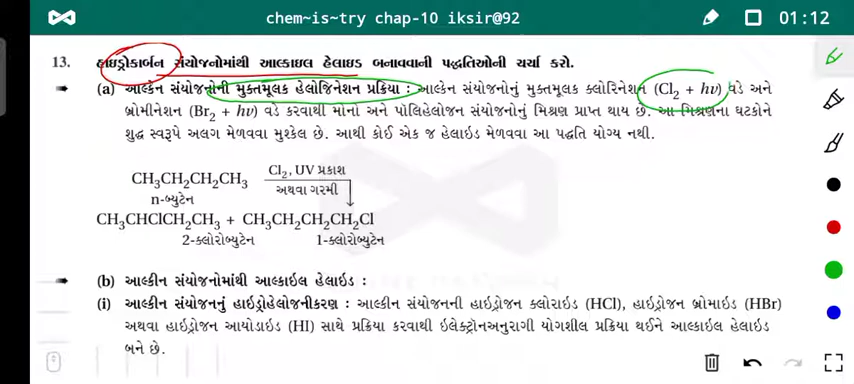 chem~is~try chap-10 iksir@92
01:12
13. હાઇડ્રોકાર્બન સંયોજનોમાંથી આલ્કાઇલ હેલાઇડ બનાવવાની પદ્ધતિઓની ચર્ચા કરો.
(a) આલ્કેન સંયોજનોની મુક્તમૂલક હેલોજિનેશન પ્રક્રિયા : આલ્કેન સંયોજનોનું મુક્તમૂલક ક્લોરિનેશન (Cl₂ + hν) વડે અને
બ્રોમીનેશન (Br₂ + hν) વડે કરવાથી મોનો અને પોલિહેલોજન સંયોજનોનું મિશ્રણ પ્રાપ્ત થાય છે. આ મિશ્રણના ઘટકોને
શુદ્ધ સ્વરૂપે અલગ મેળવવા મુશ્કેલ છે. આથી કોઈ એક જ હેલાઇડ મેળવવા આ પદ્ધતિ યોગ્ય નથી.
CH₃CH₂CH₂CH₃ Cl₂, UV પ્રકાશ
n-બ્યુટેન અથવા ગરમી
CH₃CHClCH₂CH₃ + CH₃CH₂CH₂CH₂Cl
2-ક્લોરોબ્યુટેન 1-ક્લોરોબ્યુટેન
(b) આલ્કીન સંયોજનોમાંથી આલ્કાઇલ હેલાઇડ :
(i) આલ્કીન સંયોજનનું હાઇડ્રોહેલોજનીકરણ : આલ્કીન સંયોજનની હાઇડ્રોજન ક્લોરાઇડ (HCl), હાઇડ્રોજન બ્રોમાઇડ (HBr)
અથવા હાઇડ્રોજન આયોડાઇડ (HI) સાથે પ્રક્રિયા કરવાથી ઇલેક્ટ્રૉનઅનુરાગી યોગશીલ પ્રક્રિયા થઈને આલ્કાઇલ હેલાઇડ
બને છે.